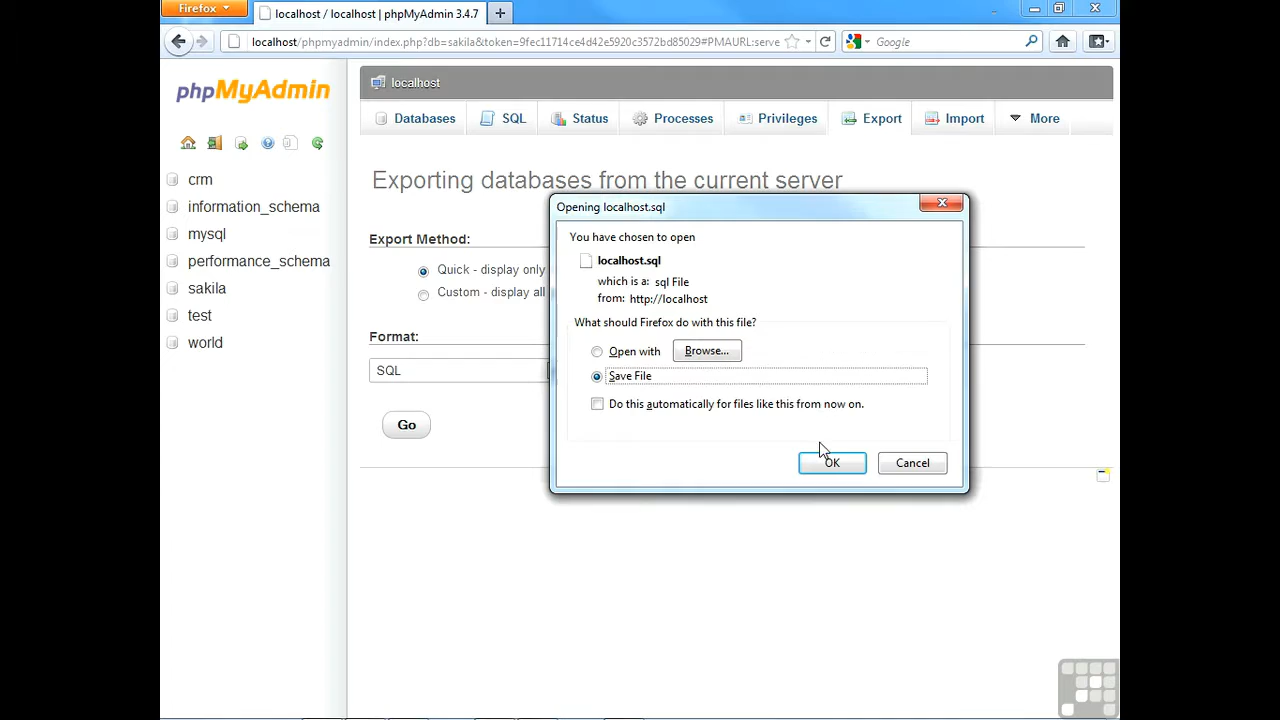 Firefox
localhost / localhost | phpMyAdmin 3.4.7
localhost/phpmyadmin/index.php?db=sakila&token=9fec11714ce4d42e5920c3572bd85029#PMAURL:serve
Google
phpMyAdmin
localhost
Databases
SQL
Status
Processes
Privileges
Export
Import
More
crm
information_schema
mysql
performance_schema
sakila
test
world
Exporting databases from the current server
Export Method:
Quick - display only
Custom - display all
Format:
SQL
Go
Opening localhost.sql
You have chosen to open
localhost.sql
which is a: sql File
from: http://localhost
What should Firefox do with this file?
Open with
Browse...
Save File
Do this automatically for files like this from now on.
OK
Cancel